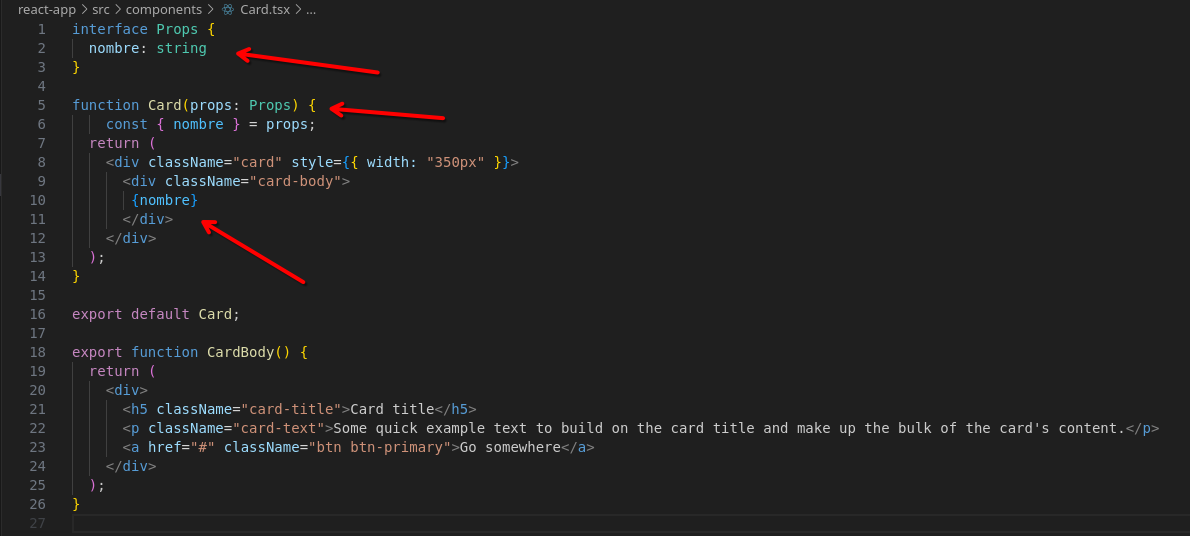 react-app > src > components > Card.tsx > ...
1 interface Props {
2   nombre: string
3 }
4
5 function Card(props: Props) {
6     const { nombre } = props;
7   return (
8     <div className="card" style={{ width: "350px" }}>
9       <div className="card-body">
10        {nombre}
11       </div>
12     </div>
13   );
14 }
15
16 export default Card;
17
18 export function CardBody() {
19   return (
20     <div>
21       <h5 className="card-title">Card title</h5>
22       <p className="card-text">Some quick example text to build on the card title and make up the bulk of the card's content.</p>
23       <a href="#" className="btn btn-primary">Go somewhere</a>
24     </div>
25   );
26 }
27